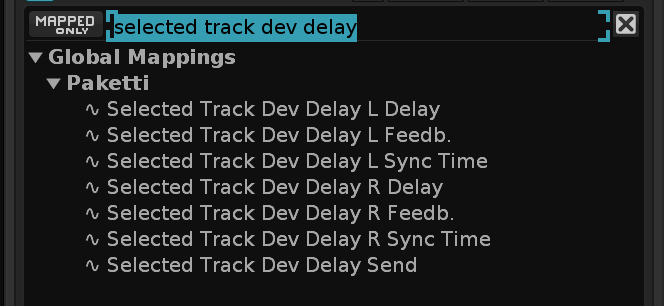 MAPPED
ONLY
selected track dev delay
Global Mappings
Paketti
Selected Track Dev Delay L Delay
Selected Track Dev Delay L Feedb.
Selected Track Dev Delay L Sync Time
Selected Track Dev Delay R Delay
Selected Track Dev Delay R Feedb.
Selected Track Dev Delay R Sync Time
Selected Track Dev Delay Send